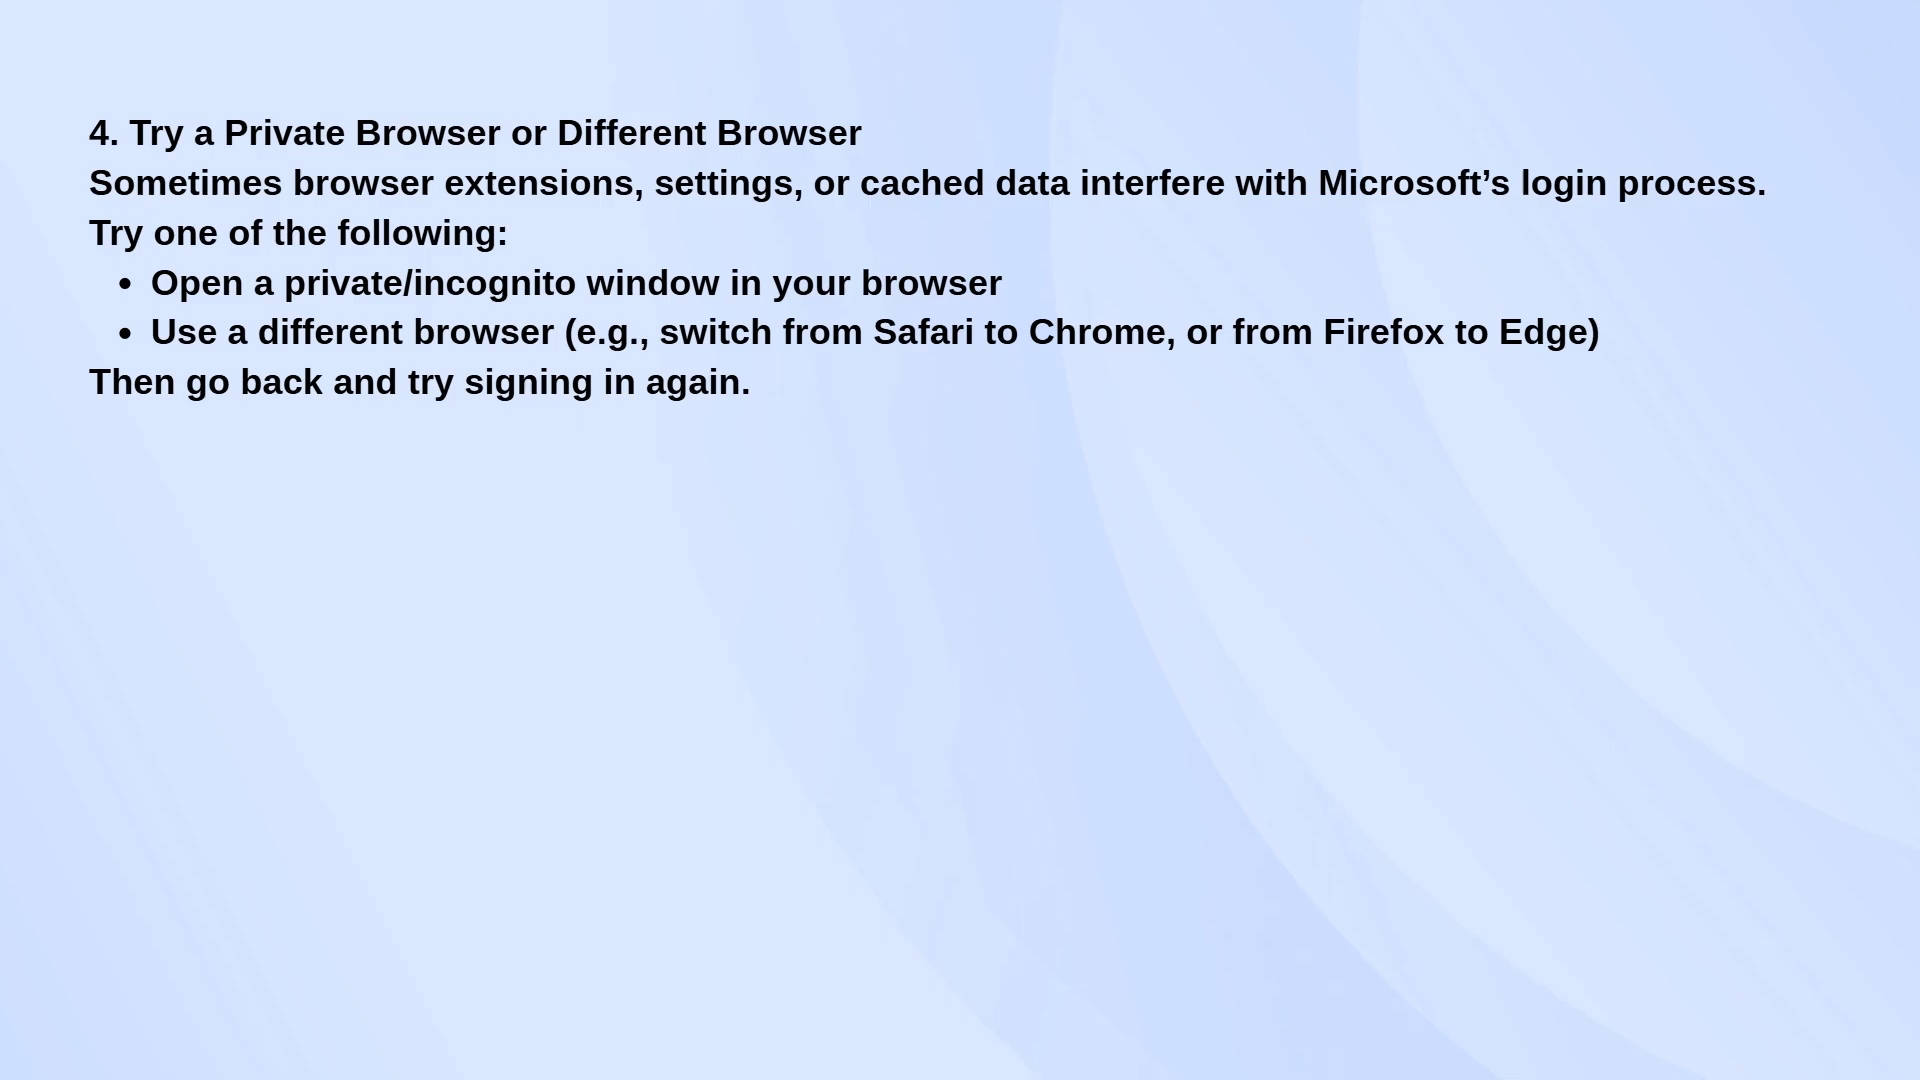 4. Try a Private Browser or Different Browser
Sometimes browser extensions, settings, or cached data interfere with Microsoft’s login process.
Try one of the following:
• Open a private/incognito window in your browser
• Use a different browser (e.g., switch from Safari to Chrome, or from Firefox to Edge)
Then go back and try signing in again.